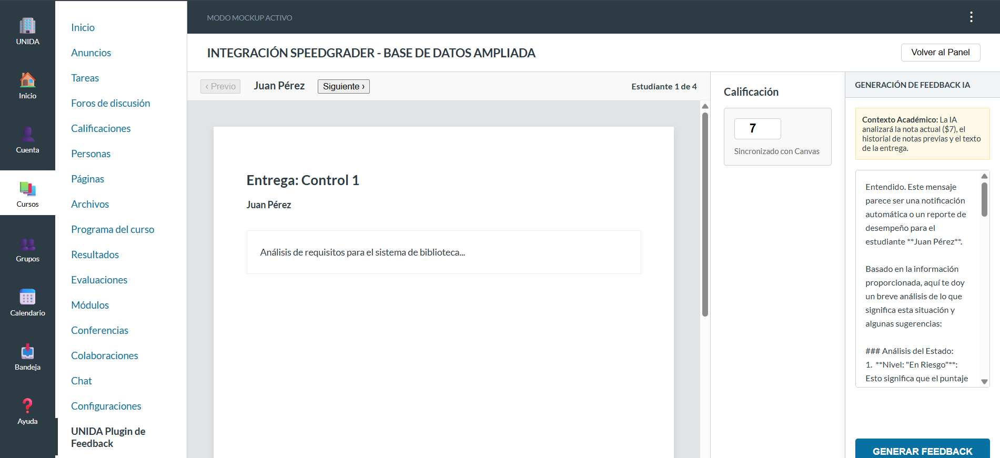 UNIDA
Inicio
Cuenta
Cursos
Grupos
Calendario
Bandeja
Ayuda
Inicio
Anuncios
Tareas
Foros de discusión
Calificaciones
Personas
Páginas
Archivos
Programa del curso
Resultados
Evaluaciones
Módulos
Conferencias
Colaboraciones
Chat
Configuraciones
UNIDA Plugin de
Feedback
MODO MOCKUP ACTIVO
INTEGRACIÓN SPEEDGRADER - BASE DE DATOS AMPLIADA
Volver al Panel
‹ Previo
Juan Pérez
Siguiente ›
Estudiante 1 de 4
Entrega: Control 1
Juan Pérez
Análisis de requisitos para el sistema de biblioteca...
Calificación
7
Sincronizado con Canvas
GENERACIÓN DE FEEDBACK IA
Contexto Académico: La IA
analizará la nota actual ($7), el
historial de notas previas y el texto
de la entrega.
Entendido. Este mensaje
parece ser una notificación
automática o un reporte de
desempeño para el
estudiante **Juan Pérez**.
Basado en la información
proporcionada, aquí te doy
un breve análisis de lo que
significa esta situación y
algunas sugerencias:
### Análisis del Estado:
1. **Nivel: "En Riesgo"**:
Esto significa que el puntaje
GENERAR FEEDBACK